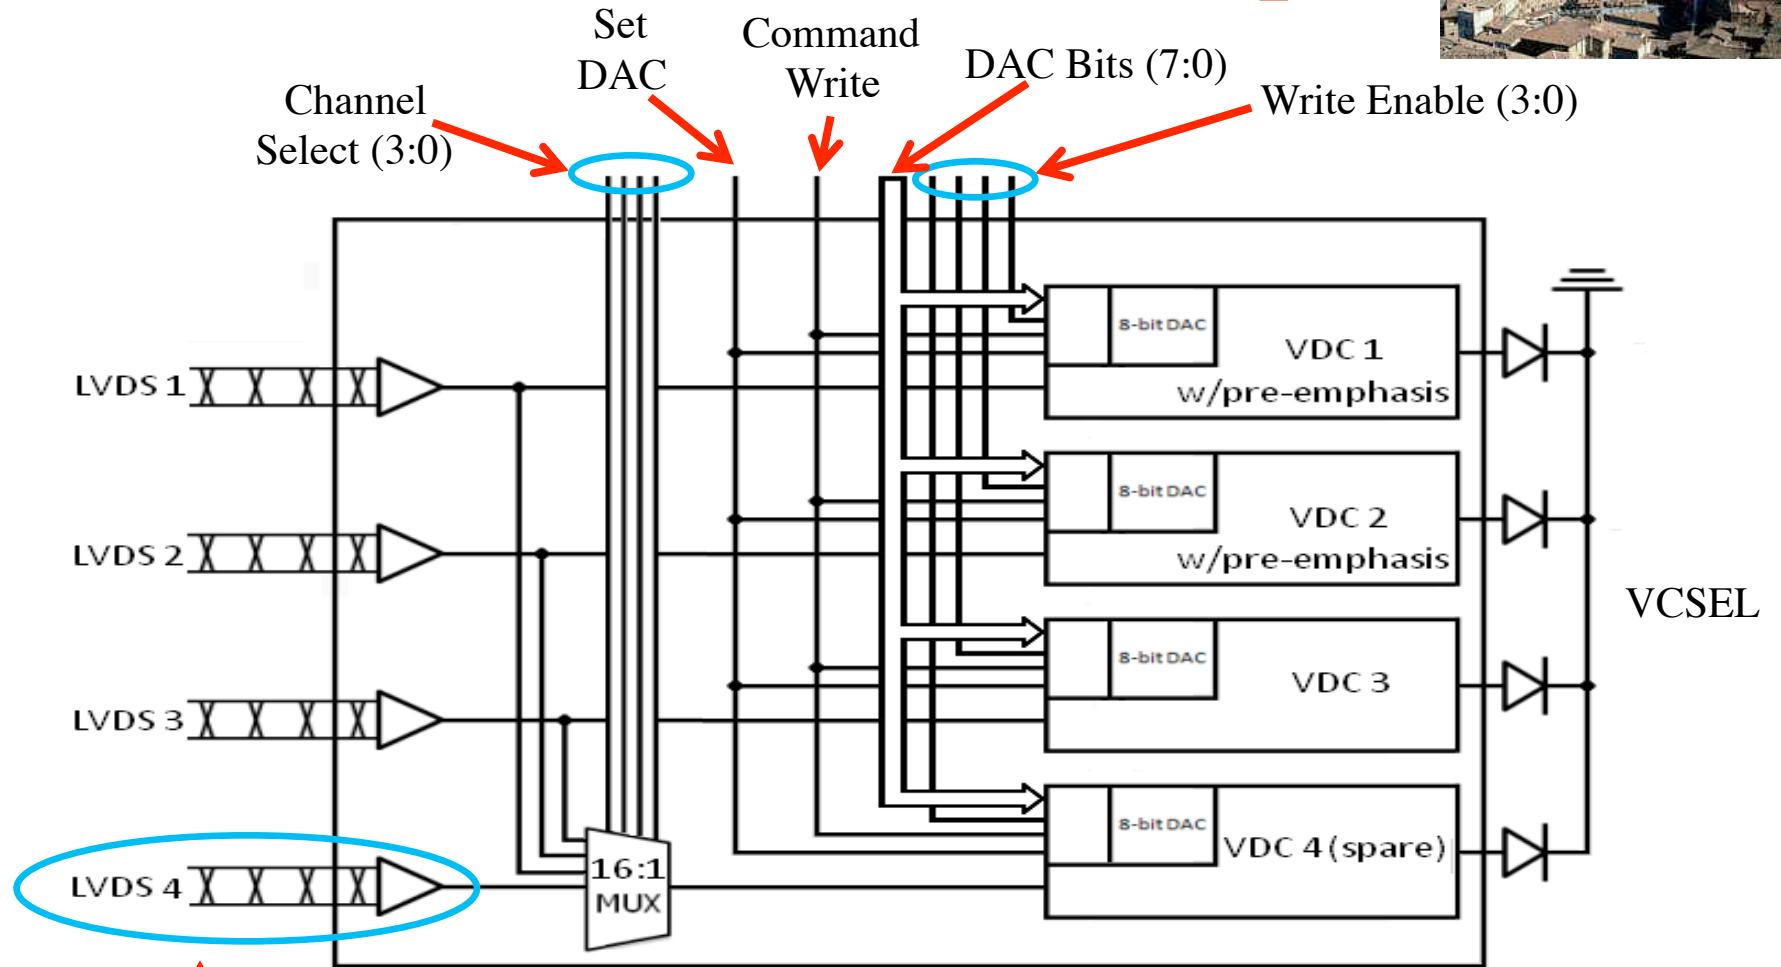 Set
DAC
Command
Write
DAC Bits (7:0)
Channel
Select (3:0)
Write Enable (3:0)
8-bit DAC
VDC 1
w/pre-emphasis
LVDS 1
8-bit DAC
VDC 2
w/pre-emphasis
LVDS 2
VCSEL
8-bit DAC
VDC 3
LVDS 3
8-bit DAC
VDC 4 (spare)
16:1
MUX
LVDS 4